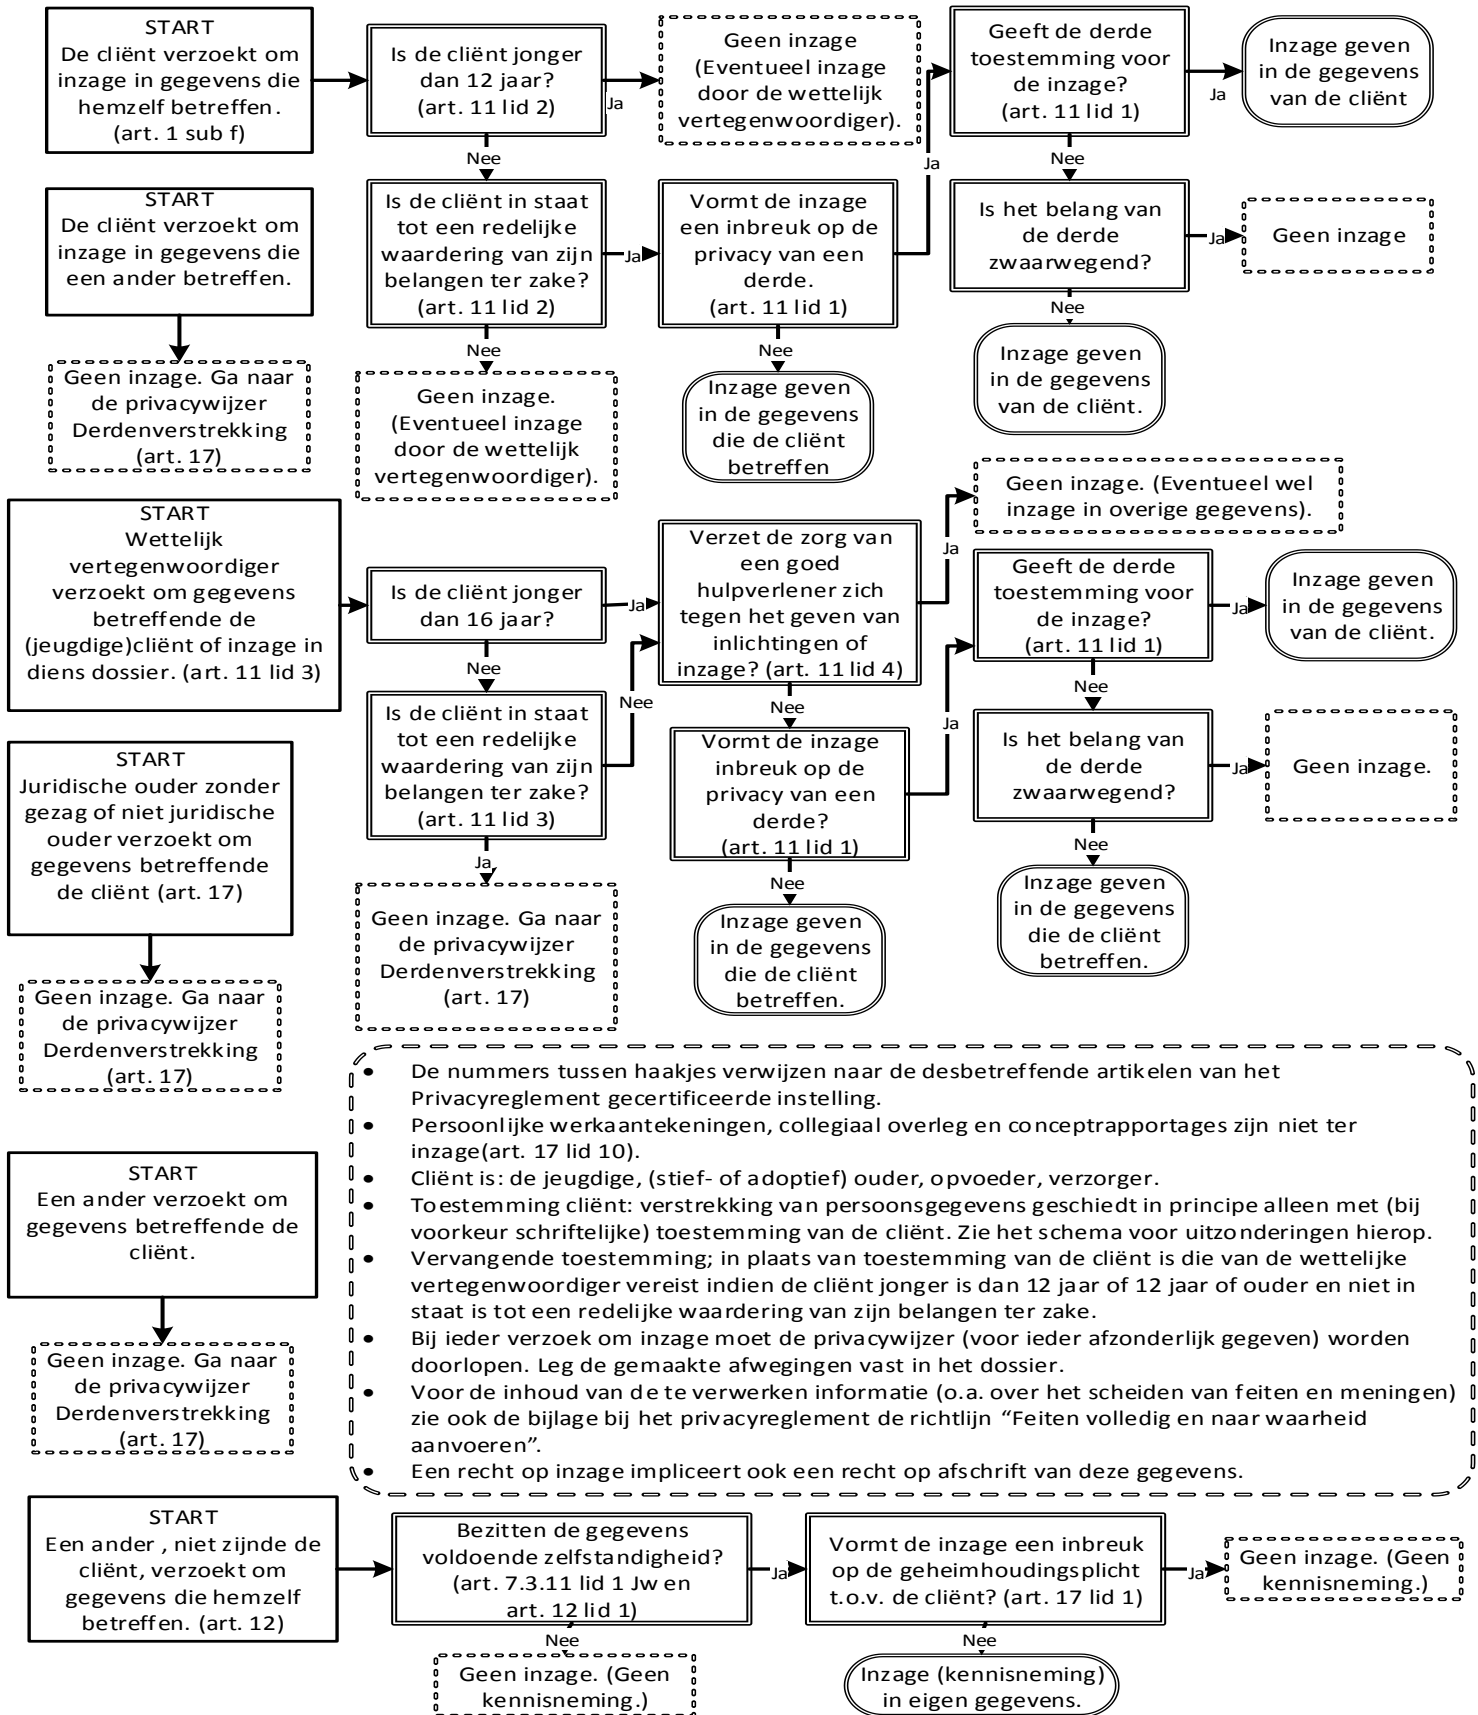 START
De cliënt verzoekt om
inzage in gegevens die
hemzelf betreffen.
(art. 1 sub f)
Is de cliënt jonger
dan 12 jaar?
(art. 11 lid 2)
Ja
Geen inzage
(Eventueel inzage
door de wettelijk
vertegenwoordiger).
Nee
Is de cliënt in staat
tot een redelijke
waardering van zijn
belangen ter zake?
(art. 11 lid 2)
Ja
Vormt de inzage
een inbreuk op de
privacy van een
derde.
(art. 11 lid 1)
Ja
Geeft de derde
toestemming voor
de inzage?
(art. 11 lid 1)
Ja
Inzage geven
in de gegevens
van de cliënt
Nee
Is het belang van
de derde
zwaarwegend?
Ja
Geen inzage
Nee
Inzage geven
in de gegevens
van de cliënt.
Nee
Geen inzage.
(Eventueel inzage
door de wettelijk
vertegenwoordiger).
Nee
Inzage geven
in de gegevens
die de cliënt
betreffen
START
De cliënt verzoekt om
inzage in gegevens die
een ander betreffen.
Geen inzage. Ga naar
de privacywijzer
Derdenverstrekking
(art. 17)
START
Wettelijk
vertegenwoordiger
verzoekt om gegevens
betreffende de
(jeugdige)cliënt of inzage in
diens dossier. (art. 11 lid 3)
Is de cliënt jonger
dan 16 jaar?
Ja
Verzet de zorg van
een goed
hulpverlener zich
tegen het geven van
inlichtingen of
inzage? (art. 11 lid 4)
Ja
Geen inzage. (Eventueel wel
inzage in overige gegevens).
Nee
Is de cliënt in staat
tot een redelijke
waardering van zijn
belangen ter zake?
(art. 11 lid 3)
Nee
Nee
Vormt de inzage
inbreuk op de
privacy van een
derde?
(art. 11 lid 1)
Ja
Geeft de derde
toestemming voor
de inzage?
(art. 11 lid 1)
Ja
Inzage geven
in de gegevens
van de cliënt.
Nee
Is het belang van
de derde
zwaarwegend?
Ja
Geen inzage.
Nee
Inzage geven
in de gegevens
die de cliënt
betreffen.
Ja
Geen inzage. Ga naar
de privacywijzer
Derdenverstrekking
(art. 17)
Nee
Inzage geven
in de gegevens
die de cliënt
betreffen.
START
Juridische ouder zonder
gezag of niet juridische
ouder verzoekt om
gegevens betreffende
de cliënt (art. 17)
Geen inzage. Ga naar
de privacywijzer
Derdenverstrekking
(art. 17)
START
Een ander verzoekt om
gegevens betreffende de
cliënt.
Geen inzage. Ga naar
de privacywijzer
Derdenverstrekking
(art. 17)
• De nummers tussen haakjes verwijzen naar de desbetreffende artikelen van het
Privacyreglement gecertificeerde instelling.
• Persoonlijke werkaantekeningen, collegiaal overleg en conceptrapportages zijn niet ter
inzage(art. 17 lid 10).
• Cliënt is: de jeugdige, (stief- of adoptief) ouder, opvoeder, verzorger.
• Toestemming cliënt: verstrekking van persoonsgegevens geschiedt in principe alleen met (bij
voorkeur schriftelijke) toestemming van de cliënt. Zie het schema voor uitzonderingen hierop.
• Vervangende toestemming; in plaats van toestemming van de cliënt is die van de wettelijke
vertegenwoordiger vereist indien de cliënt jonger is dan 12 jaar of 12 jaar of ouder en niet in
staat is tot een redelijke waardering van zijn belangen ter zake.
• Bij ieder verzoek om inzage moet de privacywijzer (voor ieder afzonderlijk gegeven) worden
doorlopen. Leg de gemaakte afwegingen vast in het dossier.
• Voor de inhoud van de te verwerken informatie (o.a. over het scheiden van feiten en meningen)
zie ook de bijlage bij het privacyreglement de richtlijn “Feiten volledig en naar waarheid
aanvoeren”.
• Een recht op inzage impliceert ook een recht op afschrift van deze gegevens.
START
Een ander , niet zijnde de
cliënt, verzoekt om
gegevens die hemzelf
betreffen. (art. 12)
Bezitten de gegevens
voldoende zelfstandigheid?
(art. 7.3.11 lid 1 Jw en
art. 12 lid 1)
Ja
Vormt de inzage een inbreuk
op de geheimhoudingsplicht
t.o.v. de cliënt? (art. 17 lid 1)
Ja
Geen inzage. (Geen
kennisneming.)
Nee
Geen inzage. (Geen
kennisneming.)
Nee
Inzage (kennisneming)
in eigen gegevens.